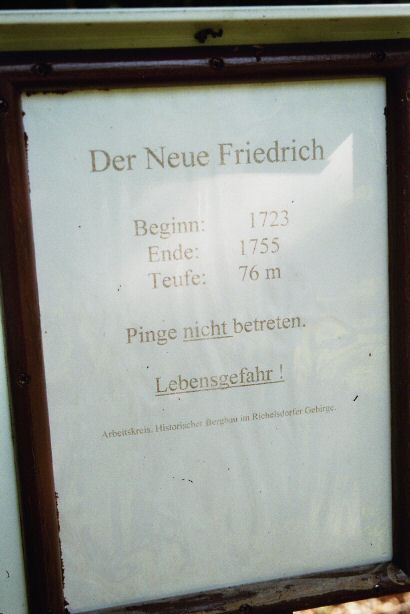 Der Neue Friedrich
Beginn: 1723
Ende: 1755
Teufe: 76 m
Pinge nicht betreten.
Lebensgefahr !
Arbeitskreis. Historischer Bergbau im Richelsdorfer Gebirge.